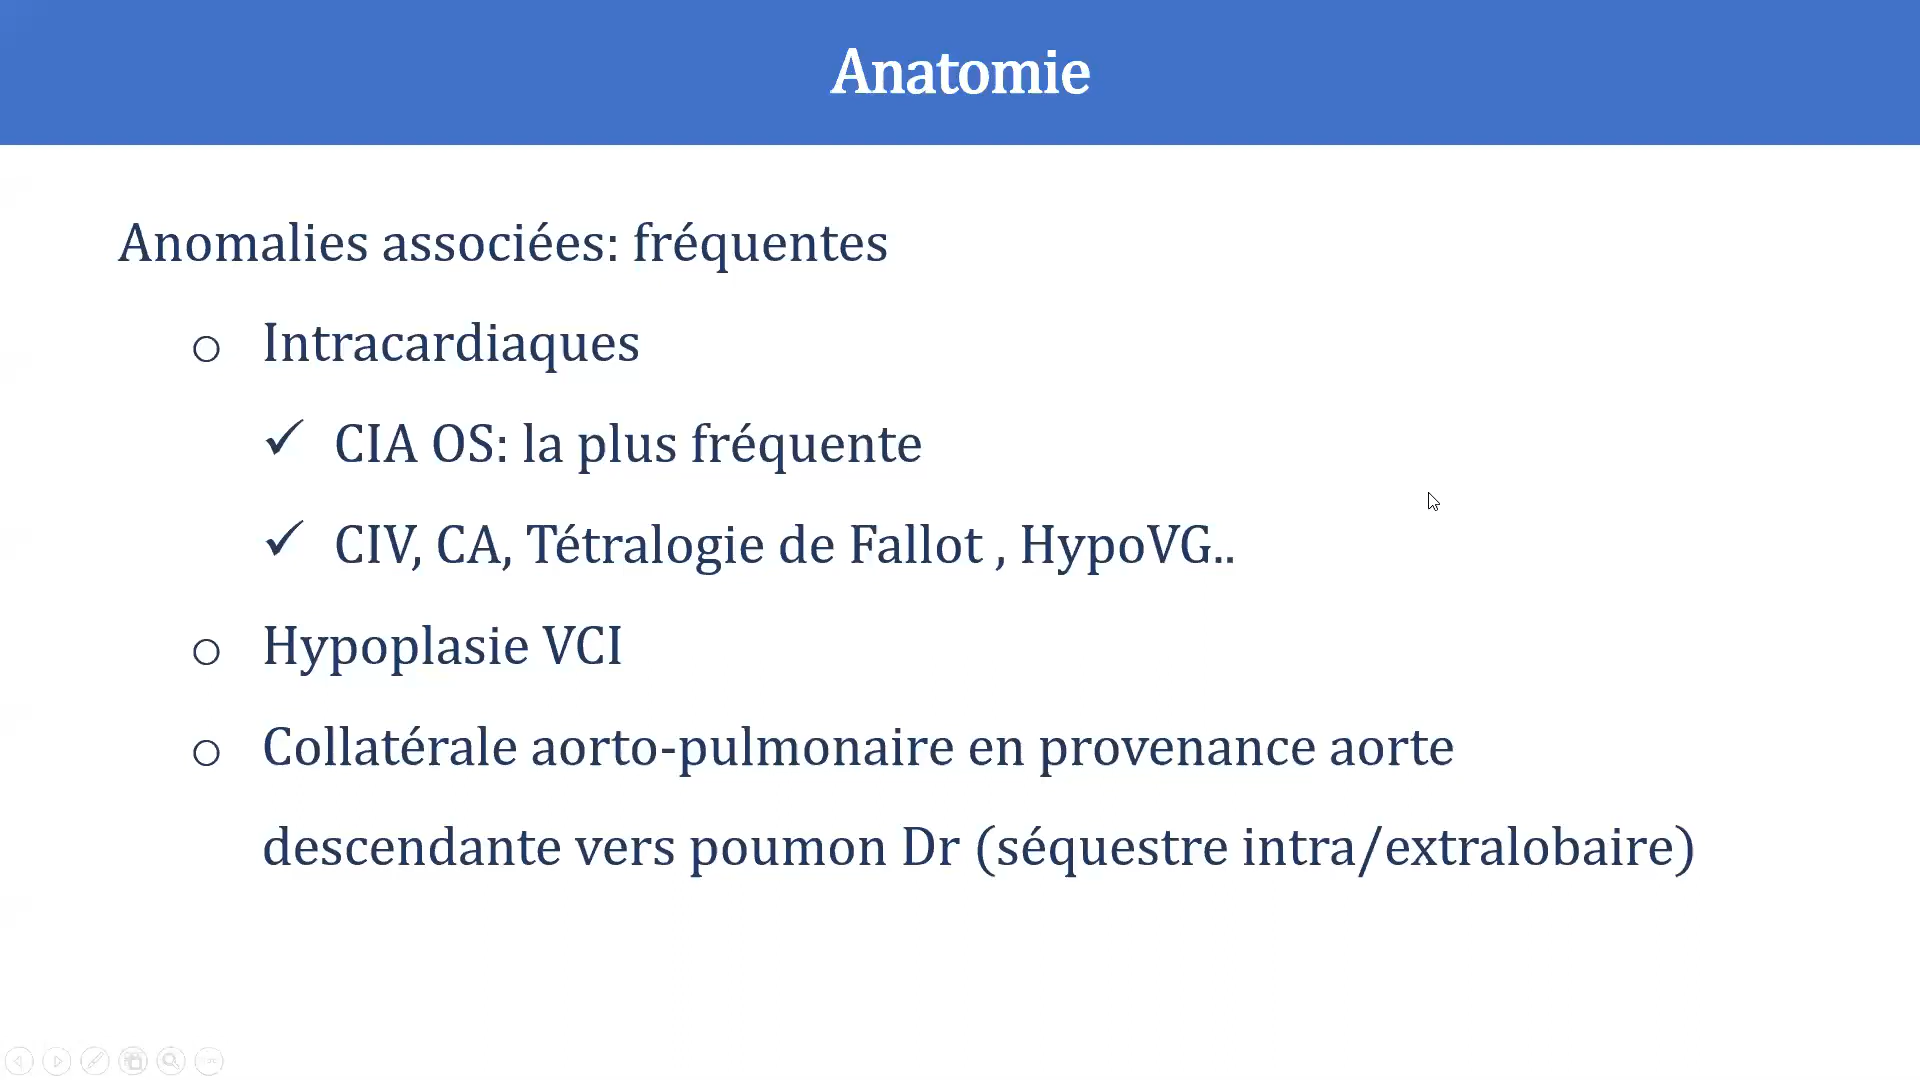 Anatomie
Anomalies associées: fréquentes
Intracardiaques
CIA OS: la plus fréquente
CIV, CA, Tétralogie de Fallot , HypoVG..
Hypoplasie VCI
Collatérale aorto-pulmonaire en provenance aorte
descendante vers poumon Dr (séquestre intra/extralobaire)